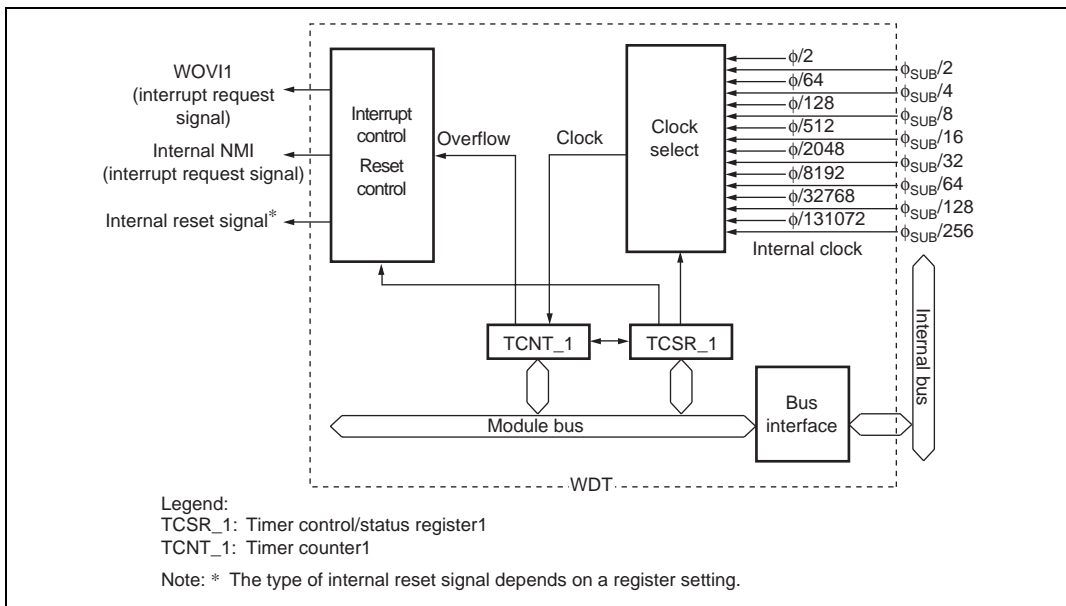 WOVI1
(interrupt request
signal)
Internal NMI
(interrupt request signal)
Internal reset signal*
Interrupt
control
Reset
control
Overflow
Clock
Clock
select
ϕ/2
ϕ/64
ϕ/128
ϕ/512
ϕ/2048
ϕ/8192
ϕ/32768
ϕ/131072
Internal clock
ϕSUB/2
ϕSUB/4
ϕSUB/8
ϕSUB/16
ϕSUB/32
ϕSUB/64
ϕSUB/128
ϕSUB/256
TCNT_1
TCSR_1
Module bus
Bus
interface
Internal bus
WDT
Legend:
TCSR_1: Timer control/status register1
TCNT_1: Timer counter1
Note: * The type of internal reset signal depends on a register setting.